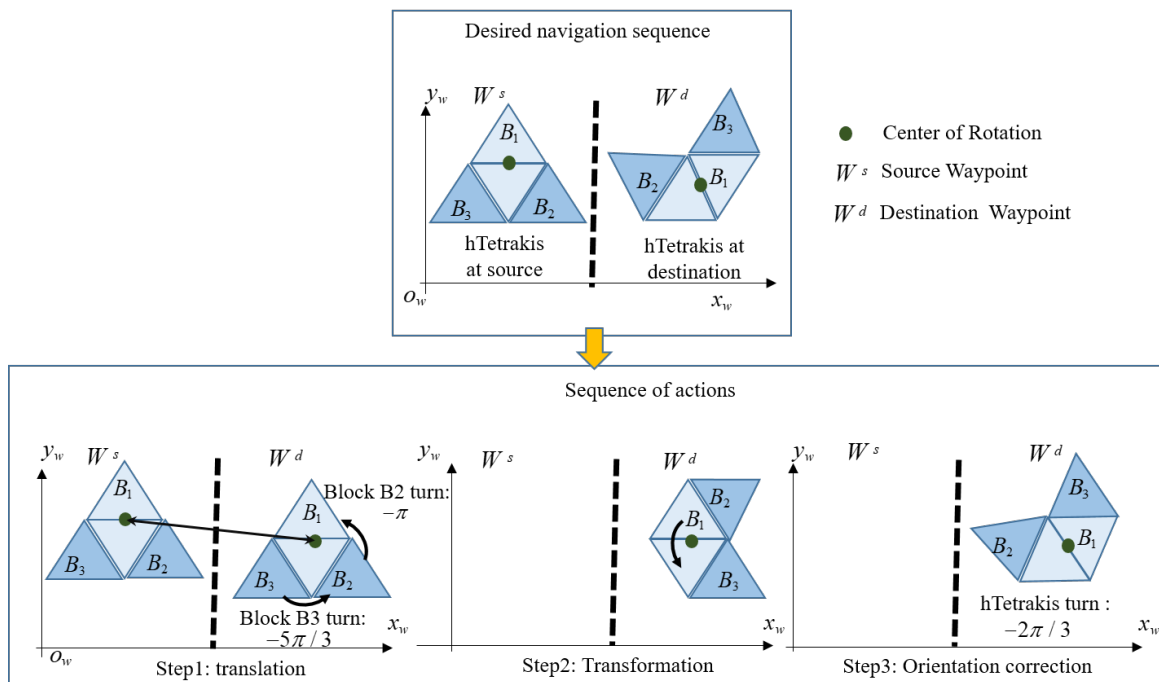 Desired navigation sequence
y_w
W^s
W^d
B_1
B_3
B_2
B_3
B_2
B_1
hTetrakis
at source
hTetrakis at
destination
o_w
x_w
Center of Rotation
W^s Source Waypoint
W^d Destination Waypoint
Sequence of actions
y_w
W^s
W^d
B_1
B_3
B_2
Block B2 turn:
−π
B_1
B_3
B_2
Block B3 turn:
−5π / 3
x_w
o_w
Step1: translation
y_w
W^s
W^d
B_2
B_1
B_3
x_w
Step2: Transformation
y_w
W^s
W^d
B_3
B_2
B_1
hTetrakis turn :
−2π / 3
x_w
Step3: Orientation correction